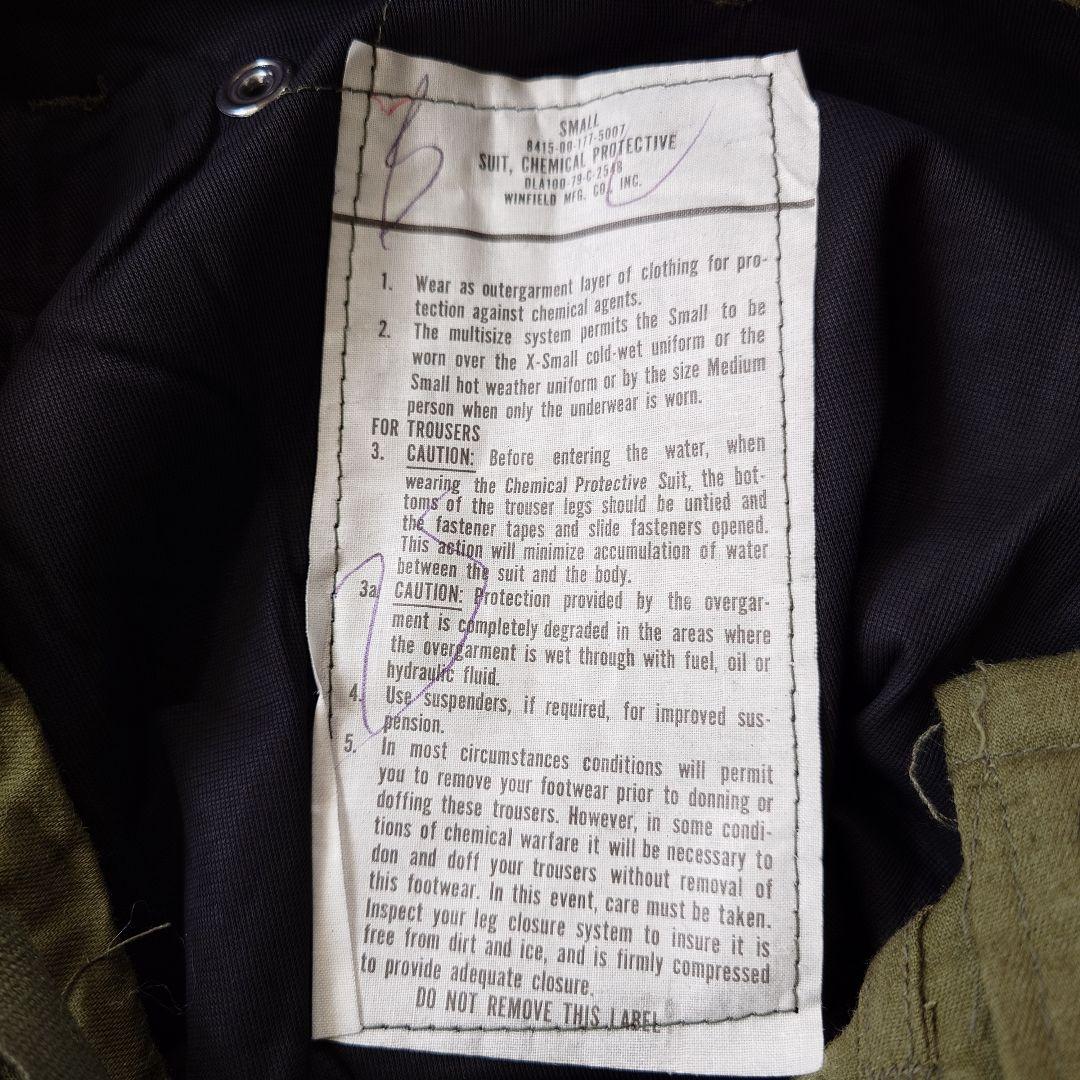 SMALL
8415-00-177-5007
SUIT, CHEMICAL PROTECTIVE
DLA100-79-C-2548
WINFIELD MFG. CO. INC.
1. Wear as outergarment layer of clothing for pro-
tection against chemical agents.
2. The multisize system permits the Small to be
worn over the X-Small cold-wet uniform or the
Small hot weather uniform or by the size Medium
person when only the underwear is worn.
FOR TROUSERS
3. CAUTION: Before entering the water, when
wearing the Chemical Protective Suit, the bot-
toms of the trouser legs should be untied and
the fastener tapes and slide fasteners opened.
This action will minimize accumulation of water
between the suit and the body.
3a CAUTION: Protection provided by the overgar-
ment is completely degraded in the areas where
the overgarment is wet through with fuel, oil or
hydraulic fluid.
4. Use suspenders, if required, for improved sus-
pension.
5. In most circumstances conditions will permit
you to remove your footwear prior to donning or
doffing these trousers. However, in some condi-
tions of chemical warfare it will be necessary to
don and doff your trousers without removal of
this footwear. In this event, care must be taken.
Inspect your leg closure system to insure it is
free from dirt and ice, and is firmly compressed
to provide adequate closure.
DO NOT REMOVE THIS LABEL